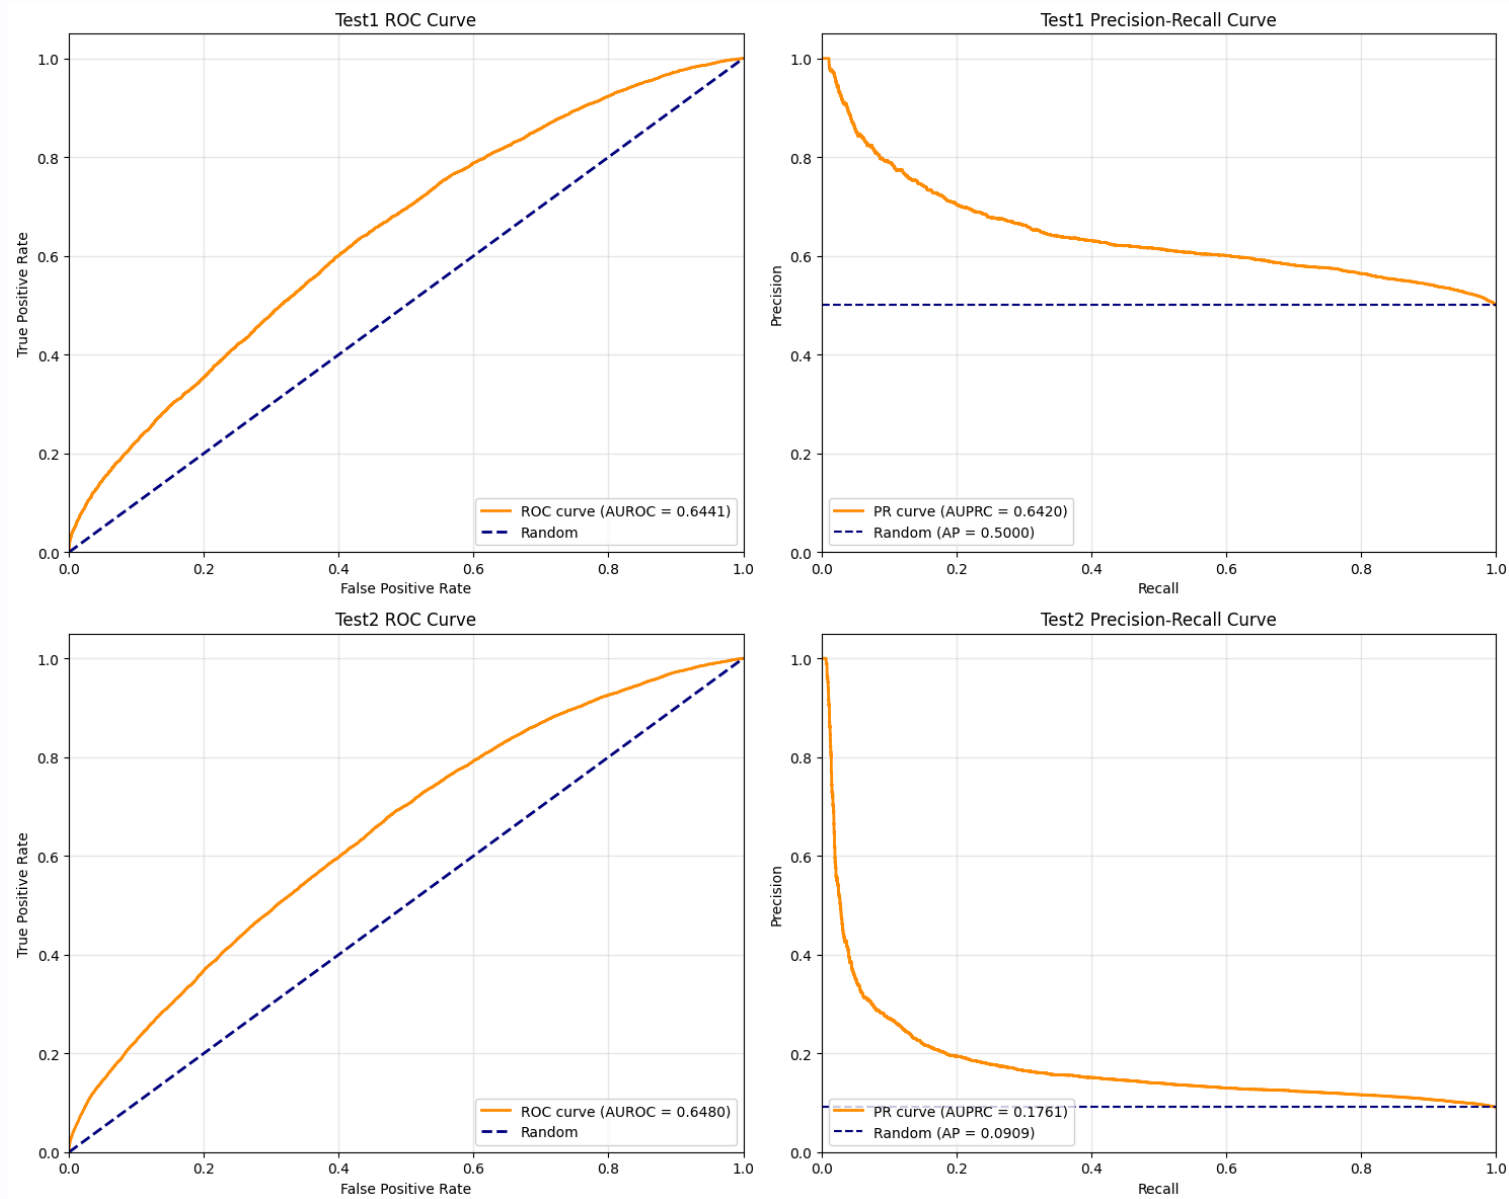 Test1 ROC Curve
True Positive Rate
1.0
0.8
0.6
0.4
0.2
0.0
ROC curve (AUROC = 0.6441)
Random
0.0 0.2 0.4 0.6 0.8 1.0
False Positive Rate
Test1 Precision-Recall Curve
Precision
1.0
0.8
0.6
0.4
0.2
0.0
PR curve (AUPRC = 0.6420)
Random (AP = 0.5000)
0.0 0.2 0.4 0.6 0.8 1.0
Recall
Test2 ROC Curve
True Positive Rate
1.0
0.8
0.6
0.4
0.2
0.0
ROC curve (AUROC = 0.6480)
Random
0.0 0.2 0.4 0.6 0.8 1.0
False Positive Rate
Test2 Precision-Recall Curve
Precision
1.0
0.8
0.6
0.4
0.2
0.0
PR curve (AUPRC = 0.1761)
Random (AP = 0.0909)
0.0 0.2 0.4 0.6 0.8 1.0
Recall